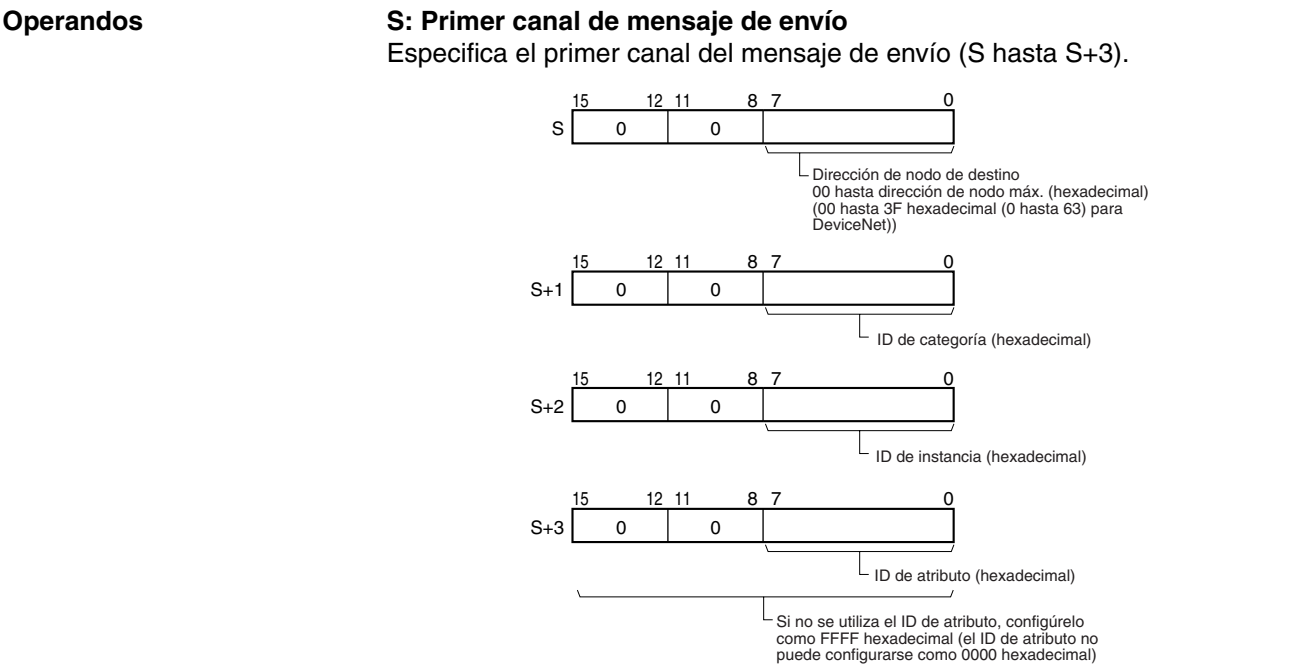 Operandos
S: Primer canal de mensaje de envío
Especifica el primer canal del mensaje de envío (S hasta S+3).
15 12 11 8 7 0
S 0 0
Dirección de nodo de destino
00 hasta dirección de nodo máx. (hexadecimal)
(00 hasta 3F hexadecimal (0 hasta 63) para
DeviceNet))
15 12 11 8 7 0
S+1 0 0
ID de categoría (hexadecimal)
15 12 11 8 7 0
S+2 0 0
ID de instancia (hexadecimal)
15 12 11 8 7 0
S+3 0 0
ID de atributo (hexadecimal)
Si no se utiliza el ID de atributo, configúrelo
como FFFF hexadecimal (el ID de atributo no
puede configurarse como 0000 hexadecimal)